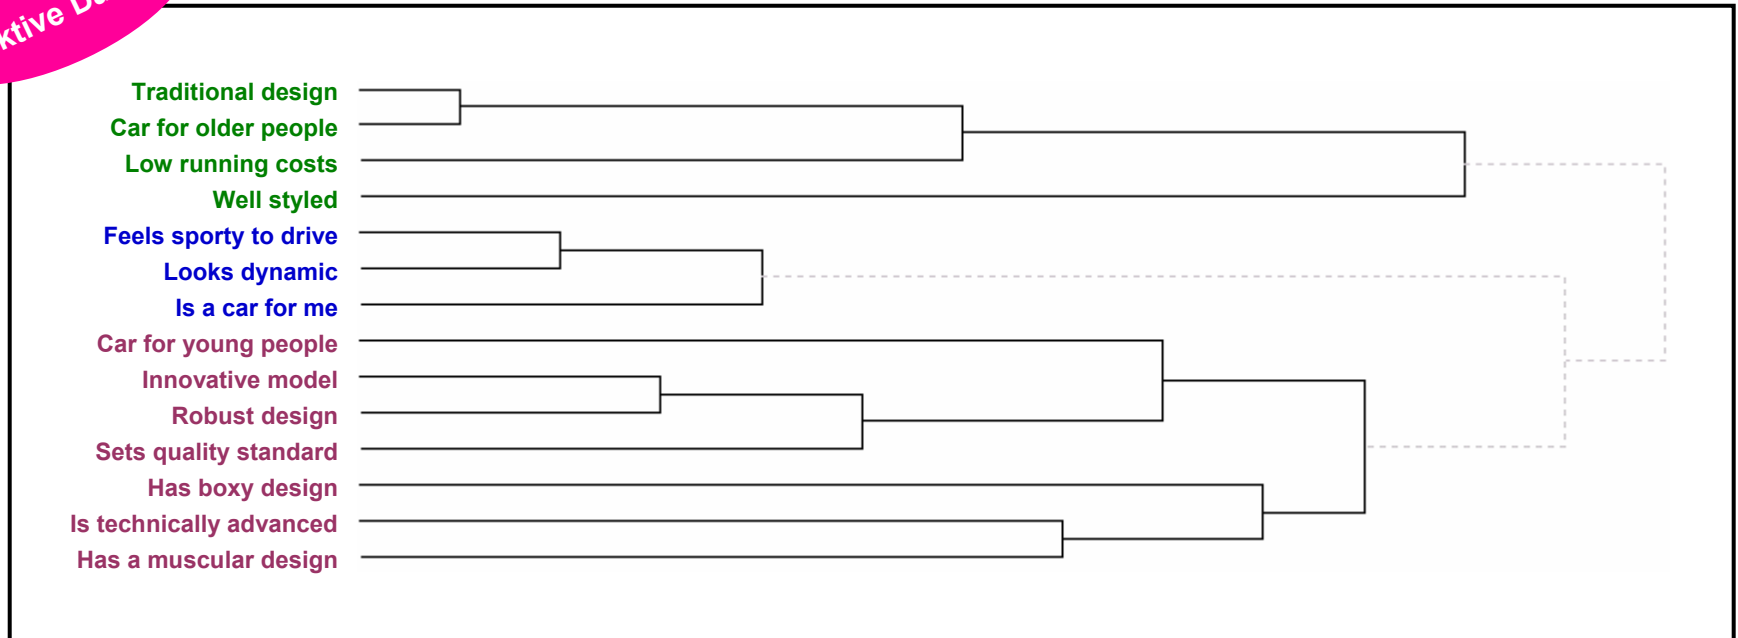 Traditional design
Car for older people
Low running costs
Well styled
Feels sporty to drive
Looks dynamic
Is a car for me
Car for young people
Innovative model
Robust design
Sets quality standard
Has boxy design
Is technically advanced
Has a muscular design